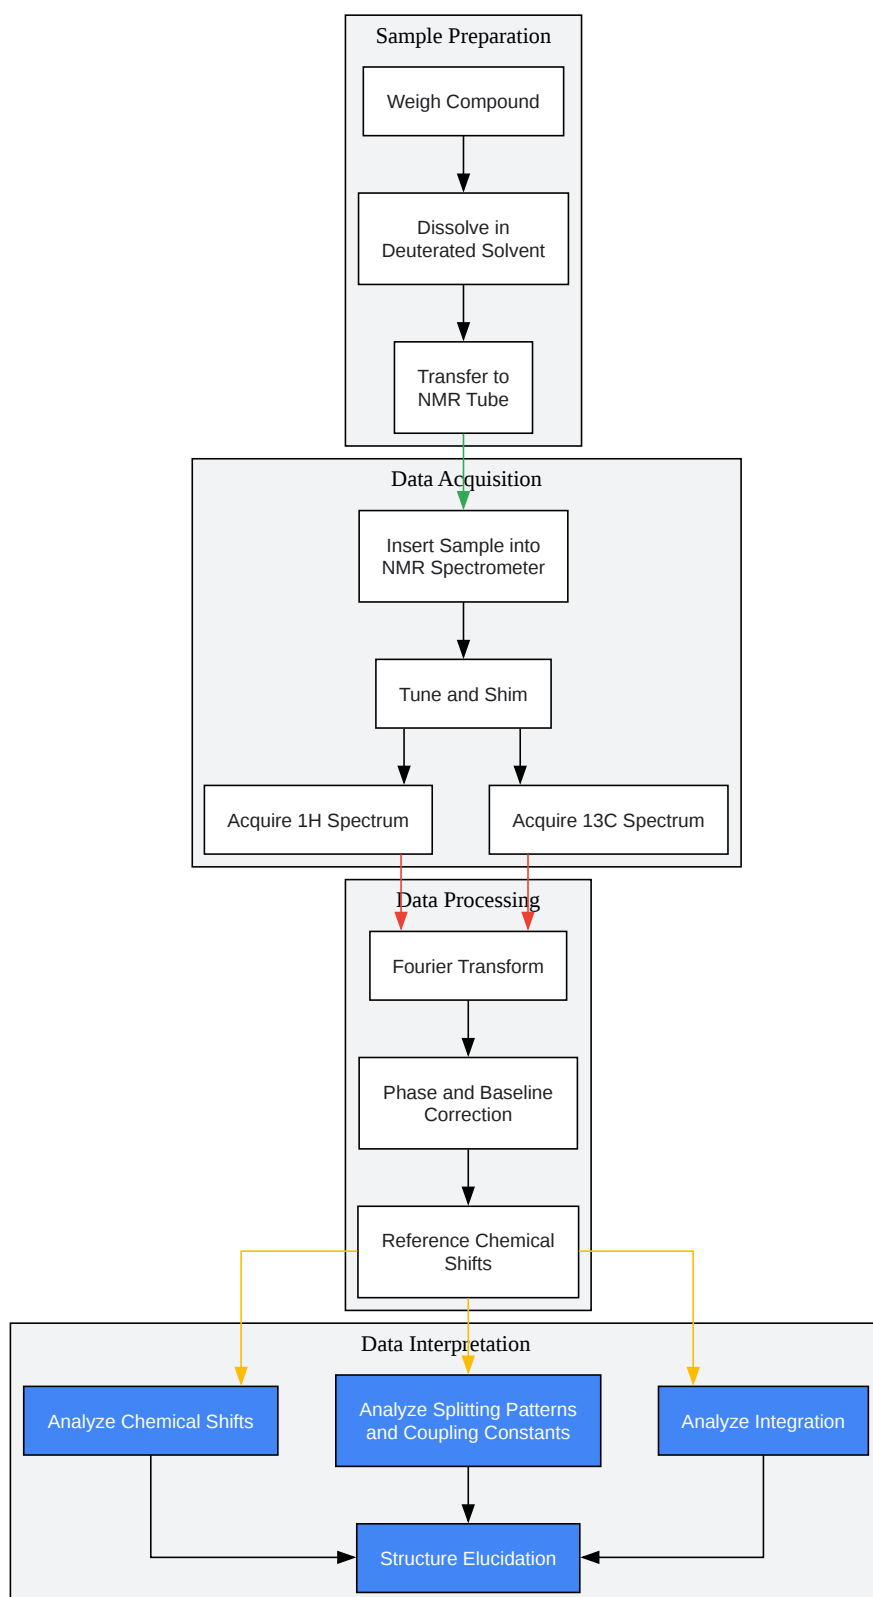 Sample Preparation
Weigh Compound
Dissolve in
Deuterated Solvent
Transfer to
NMR Tube
Data Acquisition
Insert Sample into
NMR Spectrometer
Tune and Shim
Acquire 1H Spectrum
Acquire 13C Spectrum
Data Processing
Fourier Transform
Phase and Baseline
Correction
Reference Chemical
Shifts
Data Interpretation
Analyze Chemical Shifts
Analyze Splitting Patterns
and Coupling Constants
Analyze Integration
Structure Elucidation